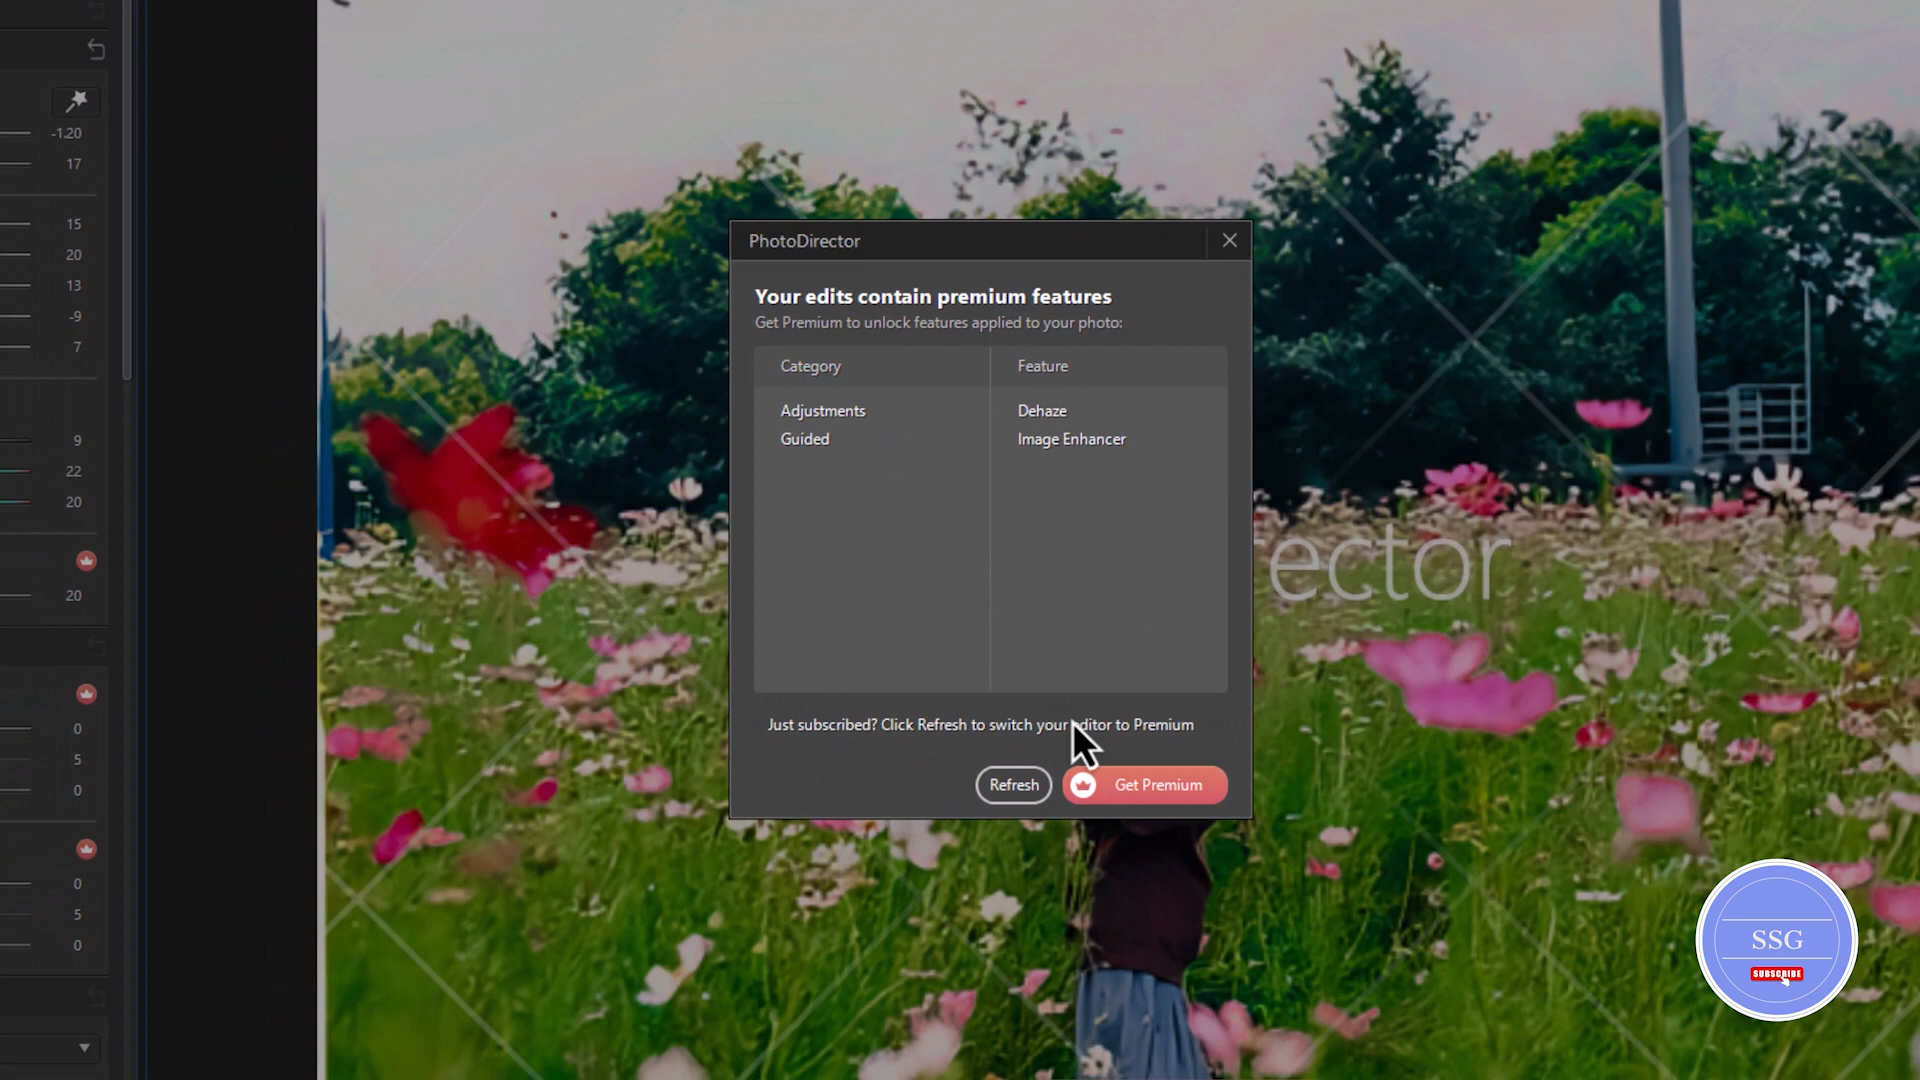 -1.20
17
15
20
13
-9
7
9
22
20
20
0
5
0
0
5
0
PhotoDirector
Your edits contain premium features
Get Premium to unlock features applied to your photo:
Category Feature
Adjustments Dehaze
Guided Image Enhancer
Just subscribed? Click Refresh to switch your editor to Premium
Refresh Get Premium
rector
SSG
SUBSCRIBE